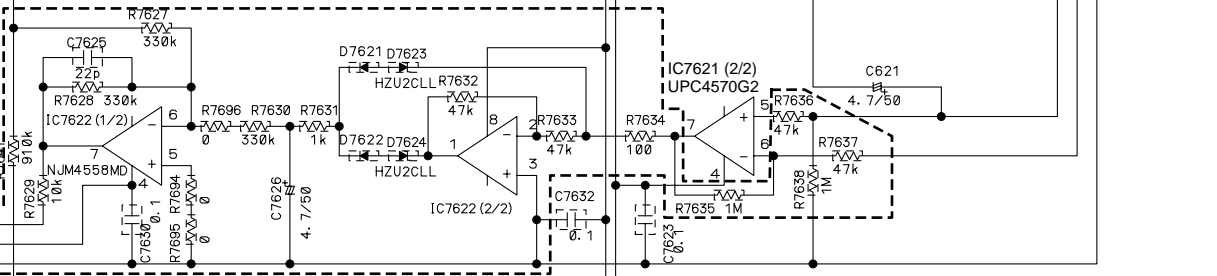 R7627
330k
C7625
22p
R7628 330k
IC7622 (1/2)
6
7
5
4
NJM4558MD
910k
R7629
10k
C7630
0.1
R7694
0
R7695
0
R7696
0
R7630
330k
R7631
1k
C7626
+
4.7/50
D7621 D7623
HZU2CLL
D7622 D7624
HZU2CLL
R7632
47k
8
2
1
3
IC7622 (2/2)
R7633
47k
R7634
100
C7632
0.1
C7623
0.1
IC7621 (2/2)
UPC4570G2
7
5
6
4
R7635 1M
R7636
47k
R7637
47k
R7638
1M
C621
+
4.7/50